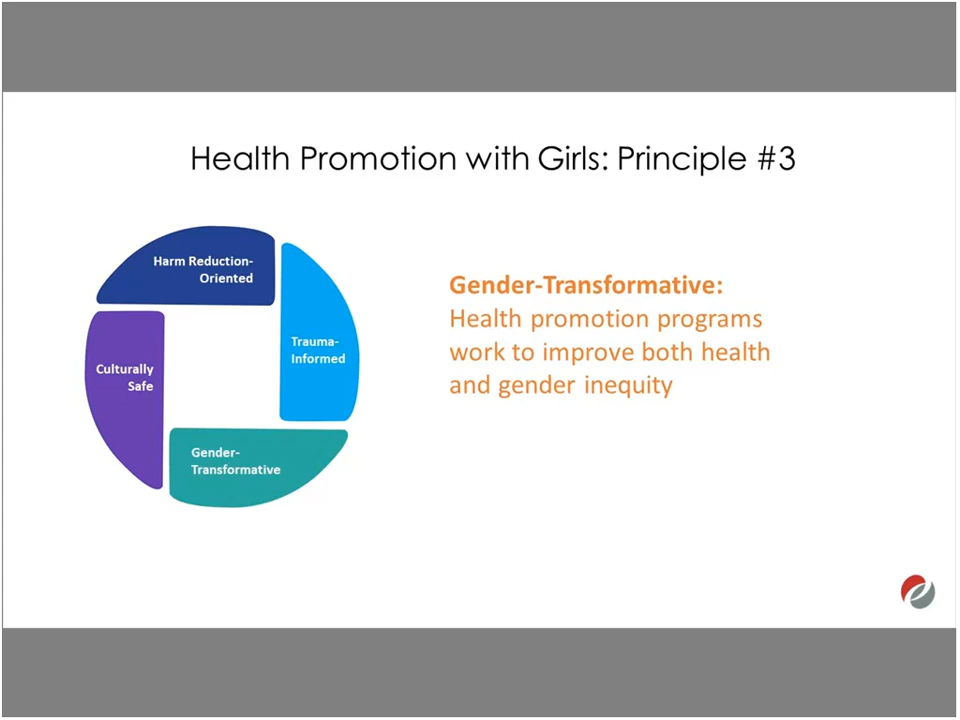 Health Promotion with Girls: Principle #3
Harm Reduction-
Oriented
Trauma-
Informed
Culturally
Safe
Gender-
Transformative
Gender-Transformative:
Health promotion programs
work to improve both health
and gender inequity